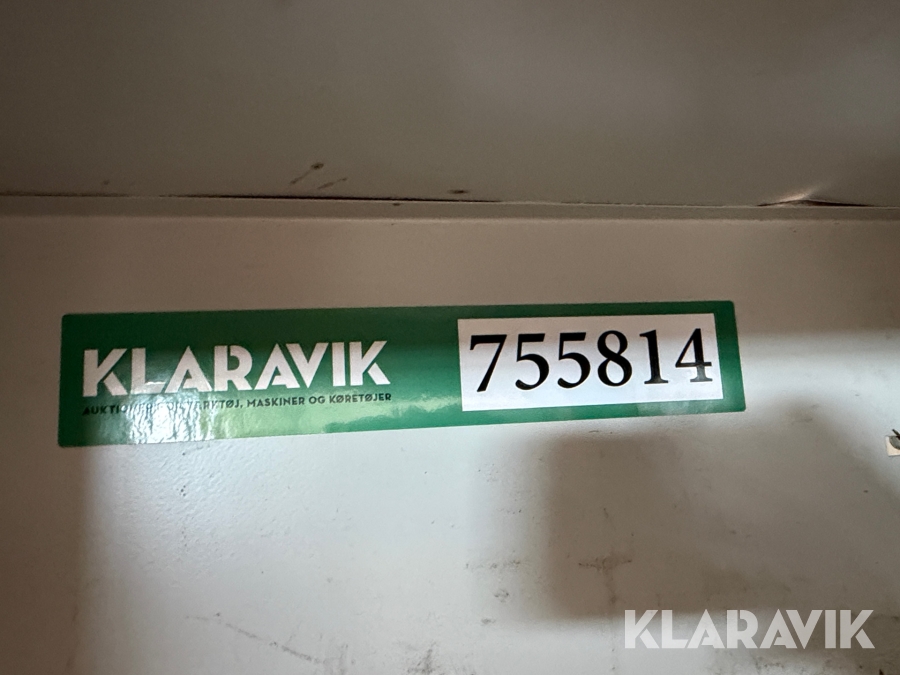 KLARAVIK
755814
MASKINER OG KØRETØJER
KLARAVIK